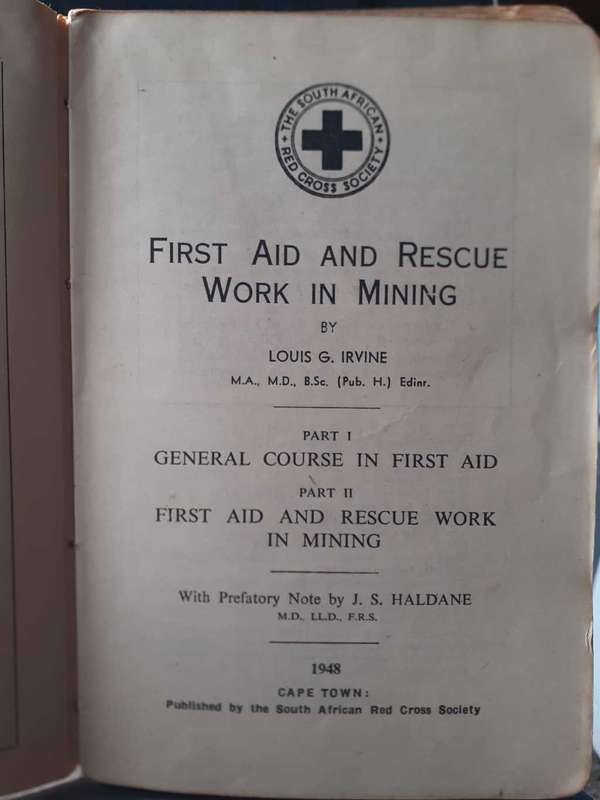 THE SOUTH AFRICAN
RED CROSS SOCIETY
FIRST AID AND RESCUE
WORK IN MINING
BY
LOUIS G. IRVINE
M.A., M.D., B.Sc. (Pub. H.) Edinr.
PART I
GENERAL COURSE IN FIRST AID
PART II
FIRST AID AND RESCUE WORK
IN MINING
With Prefatory Note by J. S. HALDANE
M.D., LL.D., F.R.S.
1948
CAPE TOWN:
Published by the South African Red Cross Society